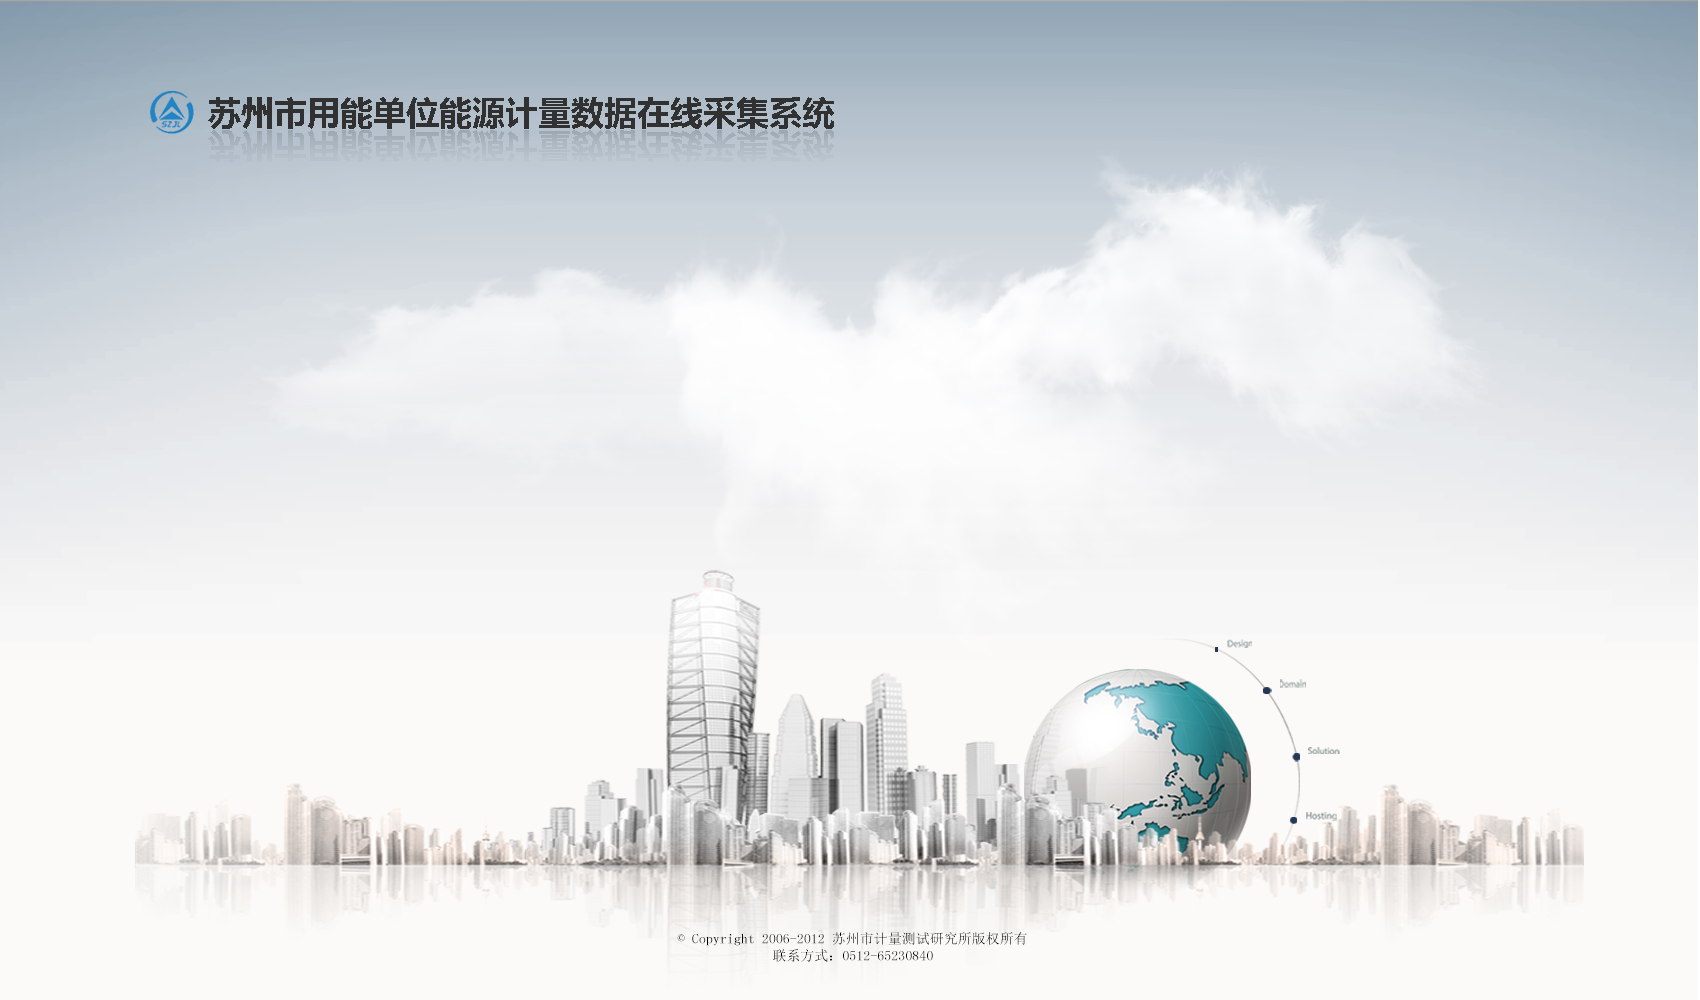 SZJL
苏州市用能单位能源计量数据在线采集系统
Design
Domain
Solution
Hosting
© Copyright 2006-2012 苏州市计量测试研究所版权所有
联系方式：0512-65230840